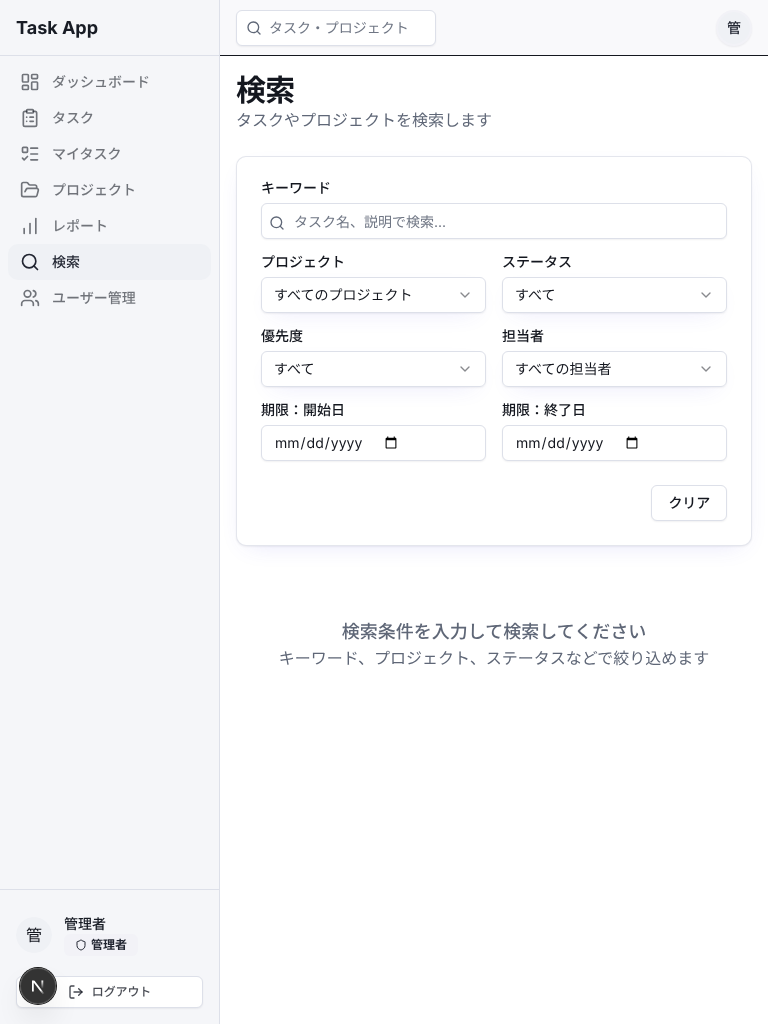 Task App
タスク・プロジェクト
管
ダッシュボード
タスク
マイタスク
プロジェクト
レポート
検索
ユーザー管理
検索
タスクやプロジェクトを検索します
キーワード
タスク名、説明で検索...
プロジェクト
ステータス
すべてのプロジェクト
すべて
優先度
担当者
すべて
すべての担当者
期限：開始日
期限：終了日
mm/dd/yyyy
mm/dd/yyyy
クリア
検索条件を入力して検索してください
キーワード、プロジェクト、ステータスなどで絞り込めます
管
管理者
管理者
N
ログアウト